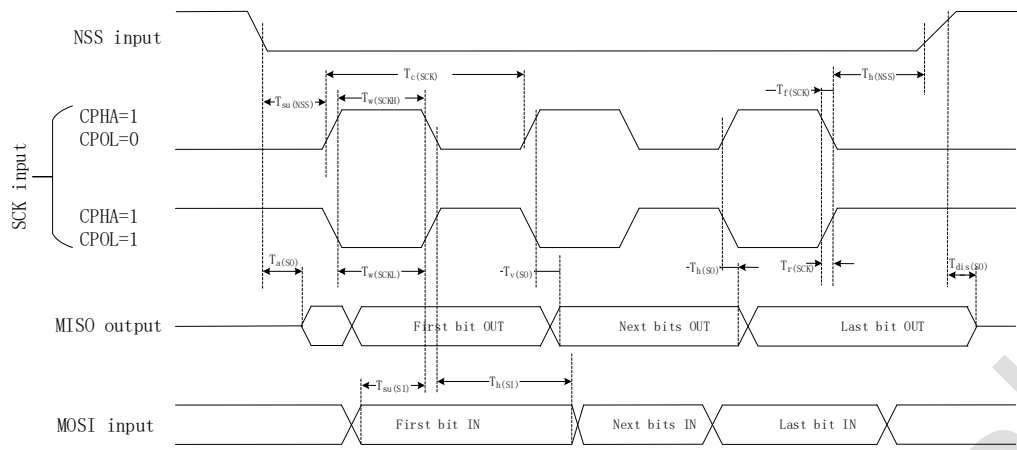 NSS input
Tc(SCK)
Th(NSS)
Tsu(NSS)
Tw(SCKH)
Tf(SCK)
CPHA=1
CPOL=0
SCK input
CPHA=1
CPOL=1
Ta(SO)
Tw(SCKL)
Tv(SO)
Th(SO)
Tr(SCK)
Tdis(SO)
MISO output
First bit OUT
Next bits OUT
Last bit OUT
Tsu(SI)
Th(SI)
MOSI input
First bit IN
Next bits IN
Last bit IN